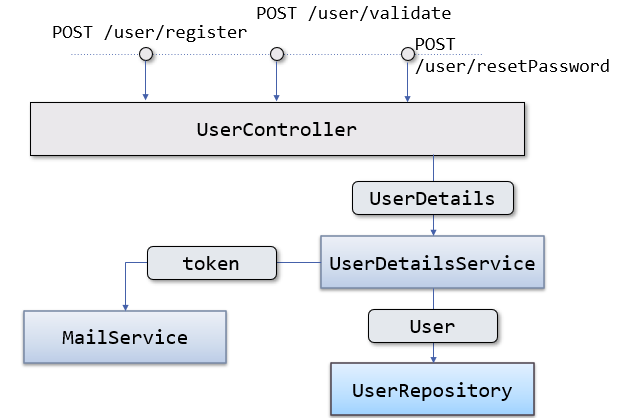 POST /user/validate
POST /user/register
POST
/user/resetPassword
UserController
UserDetails
token
UserDetailsService
MailService
User
UserRepository